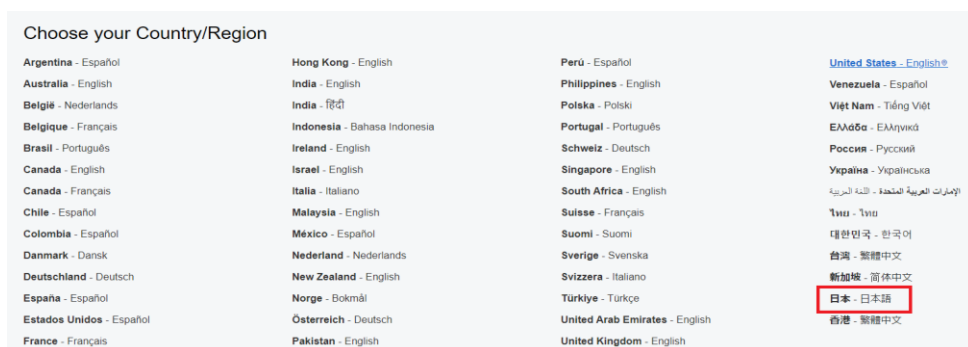 Choose your Country/Region
Argentina - Español
Australia - English
België - Nederlands
Belgique - Français
Brasil - Português
Canada - English
Canada - Français
Chile - Español
Colombia - Español
Danmark - Dansk
Deutschland - Deutsch
España - Español
Estados Unidos - Español
France - Français
Hong Kong - English
India - English
India - हिंदी
Indonesia - Bahasa Indonesia
Ireland - English
Israel - English
Italia - Italiano
Malaysia - English
México - Español
Nederland - Nederlands
New Zealand - English
Norge - Bokmål
Österreich - Deutsch
Pakistan - English
Perú - Español
Philippines - English
Polska - Polski
Portugal - Português
Schweiz - Deutsch
Singapore - English
South Africa - English
Suisse - Français
Suomi - Suomi
Sverige - Svenska
Svizzera - Italiano
Türkiye - Türkçe
United Arab Emirates - English
United Kingdom - English
United States - English
Venezuela - Español
Việt Nam - Tiếng Việt
Ελλάδα - Ελληνικά
Россия - Русский
Україна - Українська
الإمارات العربية المتحدة - اللغة العربية
ไทย - ไทย
대한민국 - 한국어
台灣 - 繁體中文
新加坡 - 简体中文
日本 - 日本語
香港 - 繁體中文